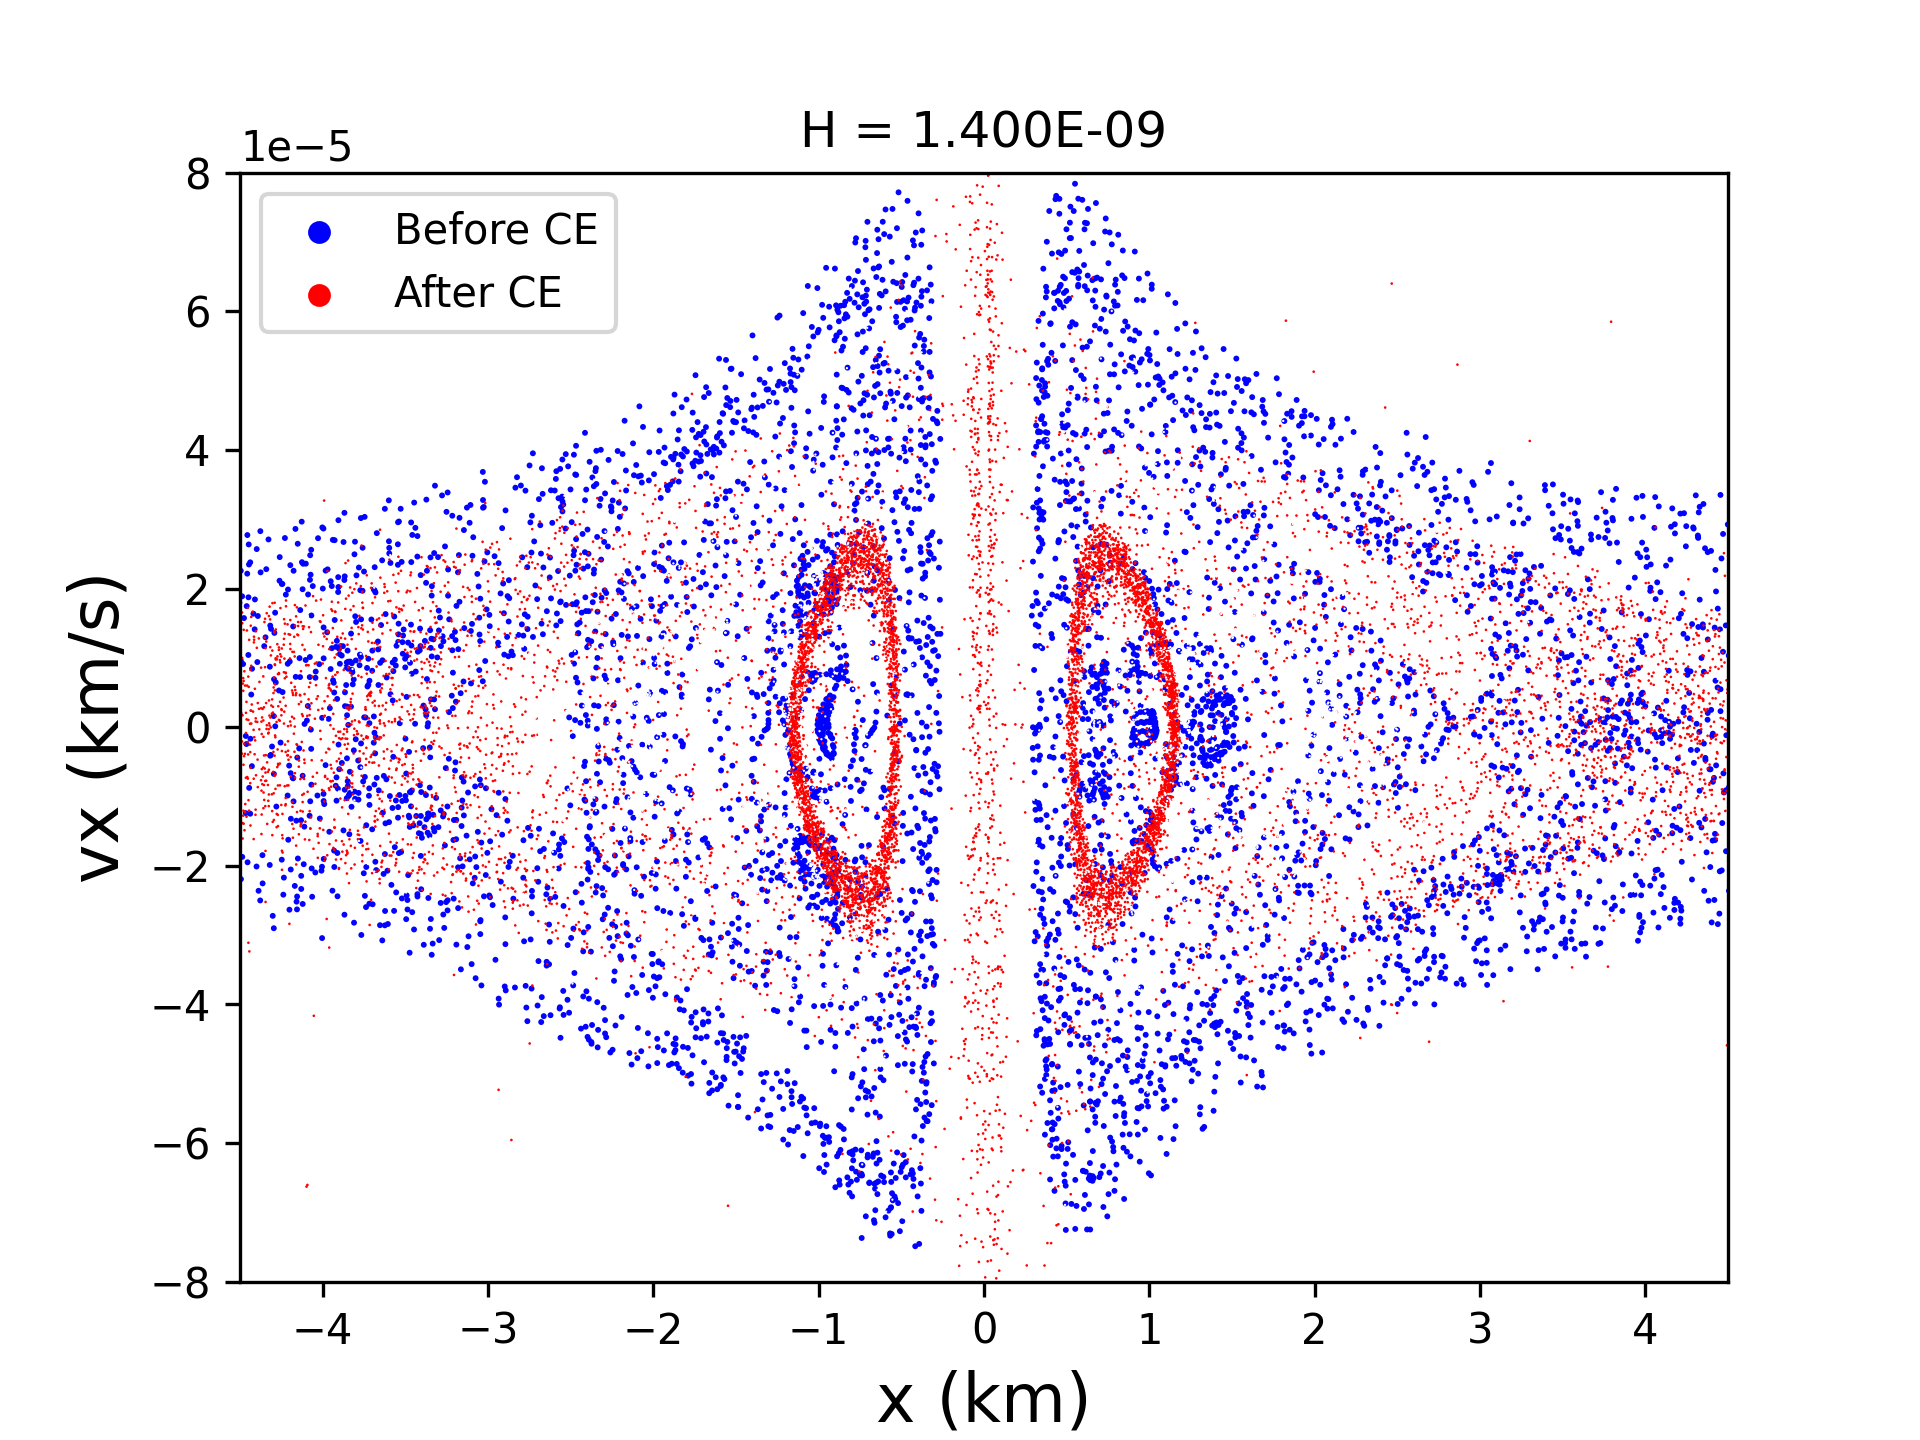 H = 1.400E-09
1e−5
Before CE
After CE
8
6
4
2
0
−2
−4
−6
−8
vx (km/s)
−4 −3 −2 −1 0 1 2 3 4
x (km)